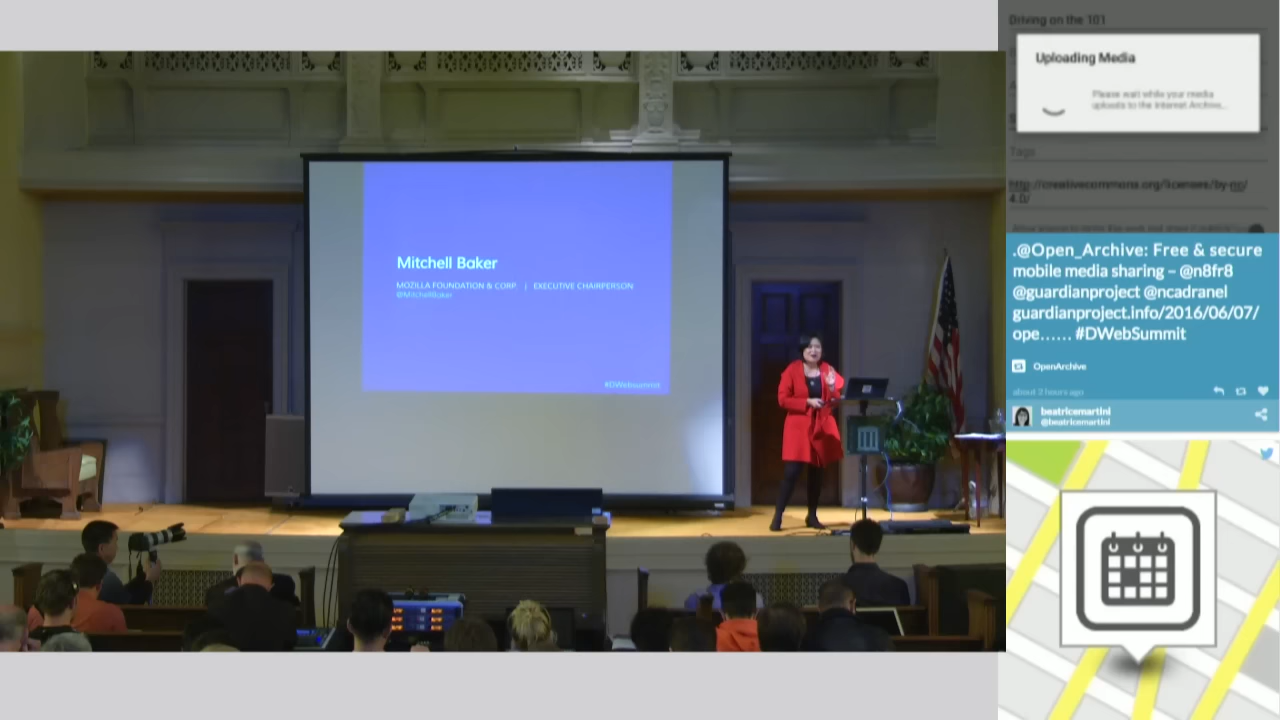 Mitchell Baker
MOZILLA FOUNDATION & CORP. | EXECUTIVE CHAIRPERSON
@MitchellBaker
#DWebsummit
Driving on the 101
Uploading Media
Please wait while your media
uploads to the Internet Archive...
Tags
http://creativecommons.org/licenses/by-nc/
4.0/
.@Open_Archive: Free & secure
mobile media sharing – @n8fr8
@guardianproject @ncadranel
guardianproject.info/2016/06/07/
ope…… #DWebSummit
OpenArchive
about 2 hours ago
beatricemartini
@beatricemartini